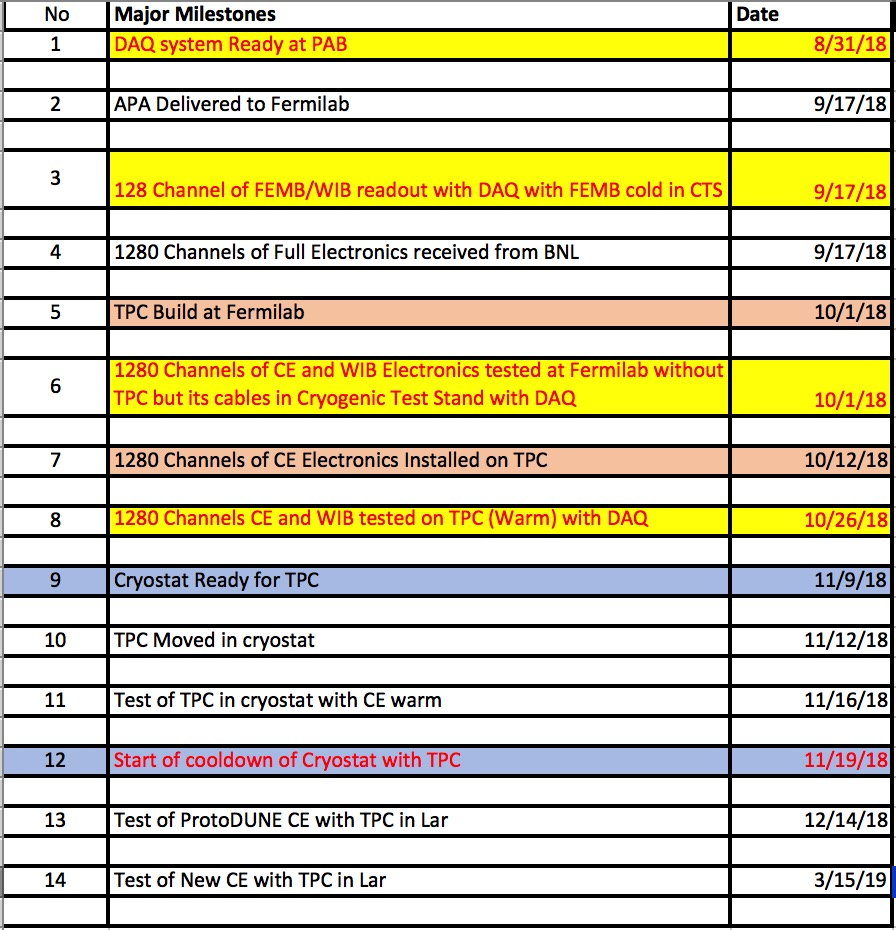 No Major Milestones Date
1 DAQ system Ready at PAB 8/31/18
2 APA Delivered to Fermilab 9/17/18
3 128 Channel of FEMB/WIB readout with DAQ with FEMB cold in CTS 9/17/18
4 1280 Channels of Full Electronics received from BNL 9/17/18
5 TPC Build at Fermilab 10/1/18
1280 Channels of CE and WIB Electronics tested at Fermilab without
6 TPC but its cables in Cryogenic Test Stand with DAQ 10/1/18
7 1280 Channels of CE Electronics Installed on TPC 10/12/18
8 1280 Channels CE and WIB tested on TPC (Warm) with DAQ 10/26/18
9 Cryostat Ready for TPC 11/9/18
10 TPC Moved in cryostat 11/12/18
11 Test of TPC in cryostat with CE warm 11/16/18
12 Start of cooldown of Cryostat with TPC 11/19/18
13 Test of ProtoDUNE CE with TPC in Lar 12/14/18
14 Test of New CE with TPC in Lar 3/15/19